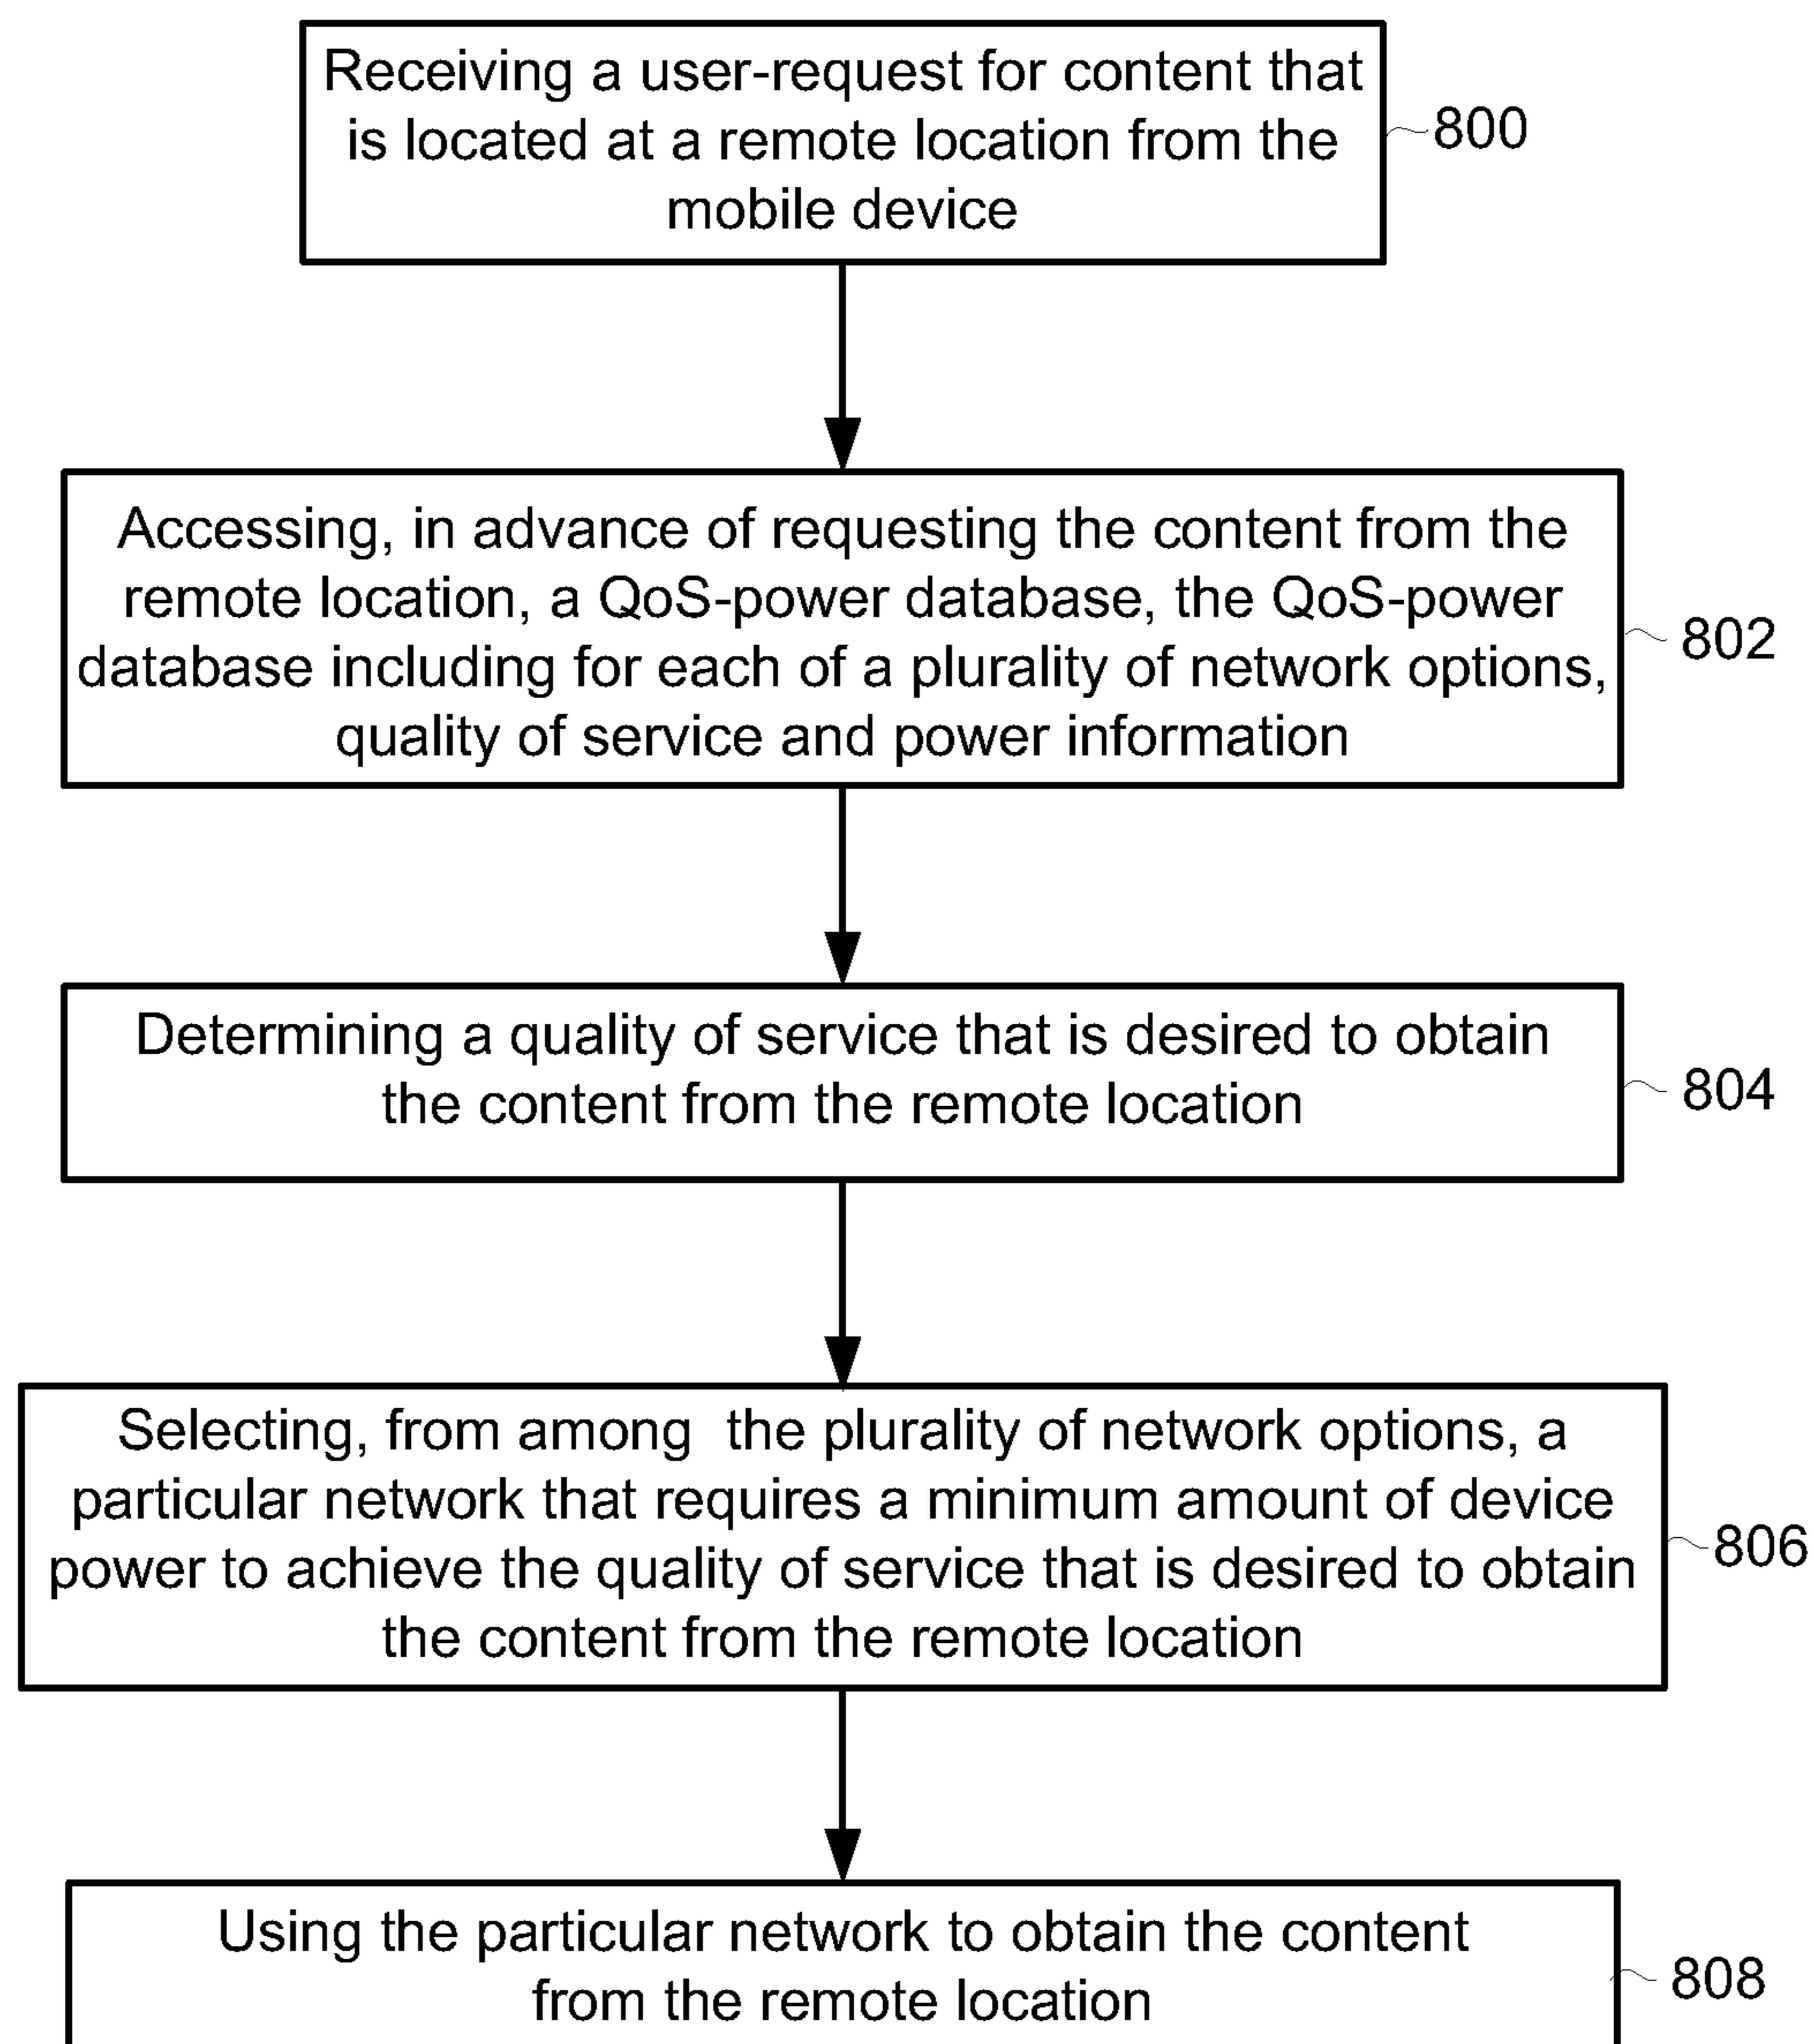 Receiving a user-request for content that
is located at a remote location from the
mobile device
800
Accessing, in advance of requesting the content from the
remote location, a QoS-power database, the QoS-power
database including for each of a plurality of network options,
quality of service and power information
802
Determining a quality of service that is desired to obtain
the content from the remote location
804
Selecting, from among  the plurality of network options, a
particular network that requires a minimum amount of device
power to achieve the quality of service that is desired to obtain
the content from the remote location
806
Using the particular network to obtain the content
from the remote location
808